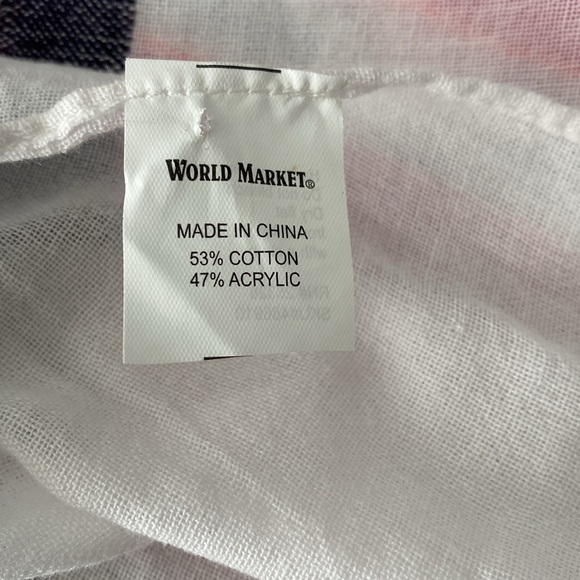 WORLD MARKET®
MADE IN CHINA
53% COTTON
47% ACRYLIC